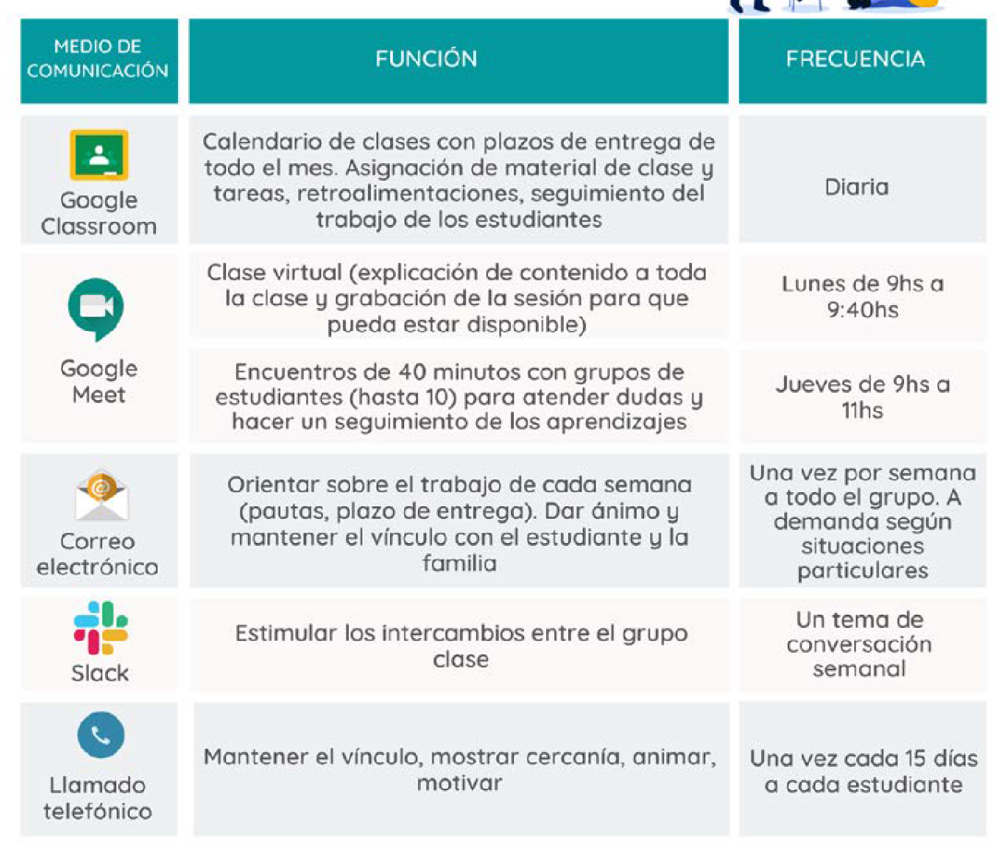 MEDIO DE
COMUNICACIÓN
FUNCIÓN
FRECUENCIA
Google
Classroom
Calendario de clases con plazos de entrega de
todo el mes. Asignación de material de clase y
tareas, retroalimentaciones, seguimiento del
trabajo de los estudiantes
Diaria
Google
Meet
Clase virtual (explicación de contenido a toda
la clase y grabación de la sesión para que
pueda estar disponible)
Lunes de 9hs a
9:40hs
Encuentros de 40 minutos con grupos de
estudiantes (hasta 10) para atender dudas y
hacer un seguimiento de los aprendizajes
Jueves de 9hs a
11hs
@
Correo
electrónico
Orientar sobre el trabajo de cada semana
(pautas, plazo de entrega). Dar ánimo y
mantener el vínculo con el estudiante y la
familia
Una vez por semana
a todo el grupo. A
demanda según
situaciones
particulares
Slack
Estimular los intercambios entre el grupo
clase
Un tema de
conversación
semanal
Llamado
telefónico
Mantener el vínculo, mostrar cercanía, animar,
motivar
Una vez cada 15 días
a cada estudiante